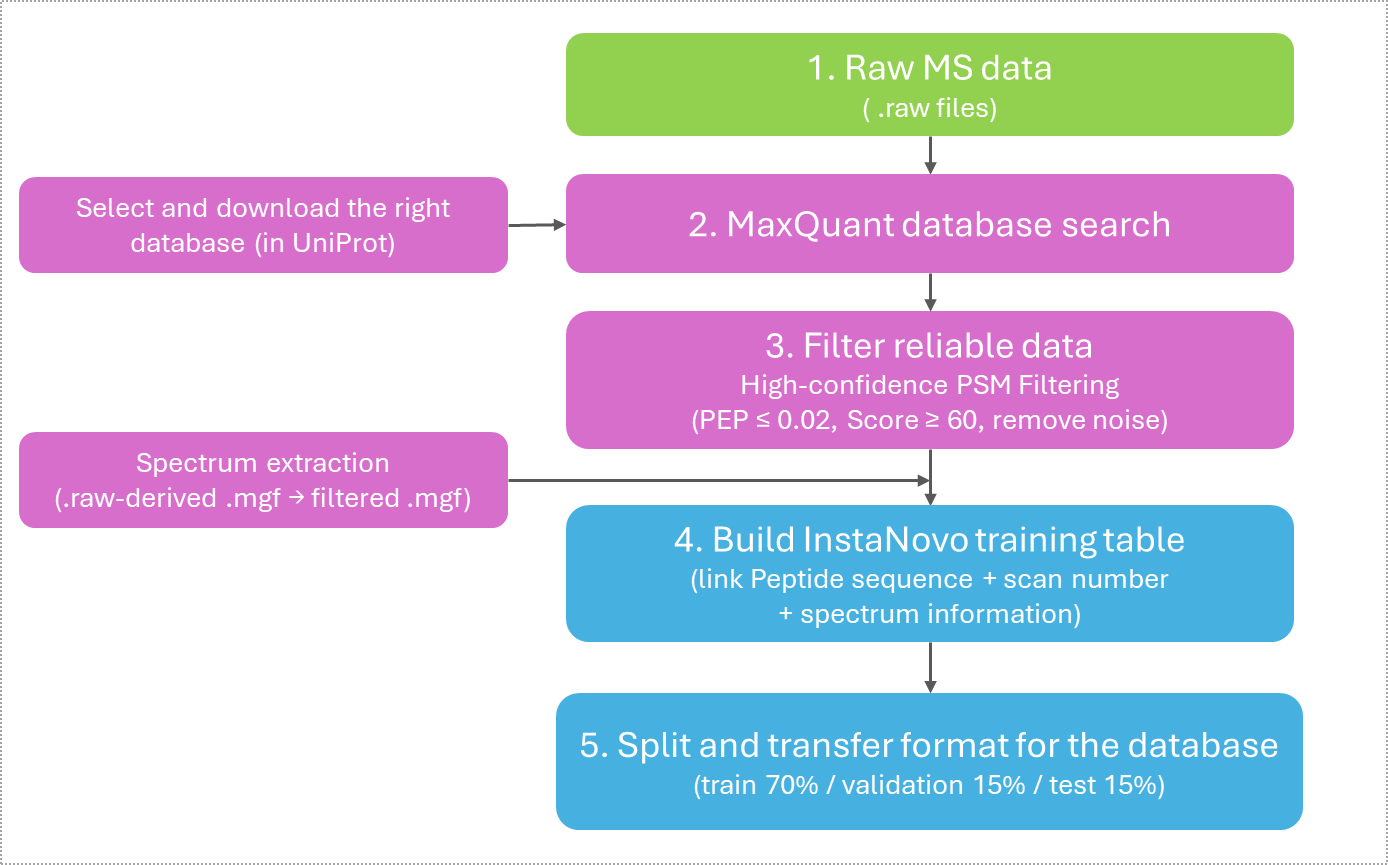 1. Raw MS data
( .raw files)
Select and download the right
database (in UniProt)
2. MaxQuant database search
3. Filter reliable data
High-confidence PSM Filtering
(PEP ≤ 0.02, Score ≥ 60, remove noise)
Spectrum extraction
(.raw-derived .mgf → filtered .mgf)
4. Build InstaNovo training table
(link Peptide sequence + scan number
+ spectrum information)
5. Split and transfer format for the database
(train 70% / validation 15% / test 15%)